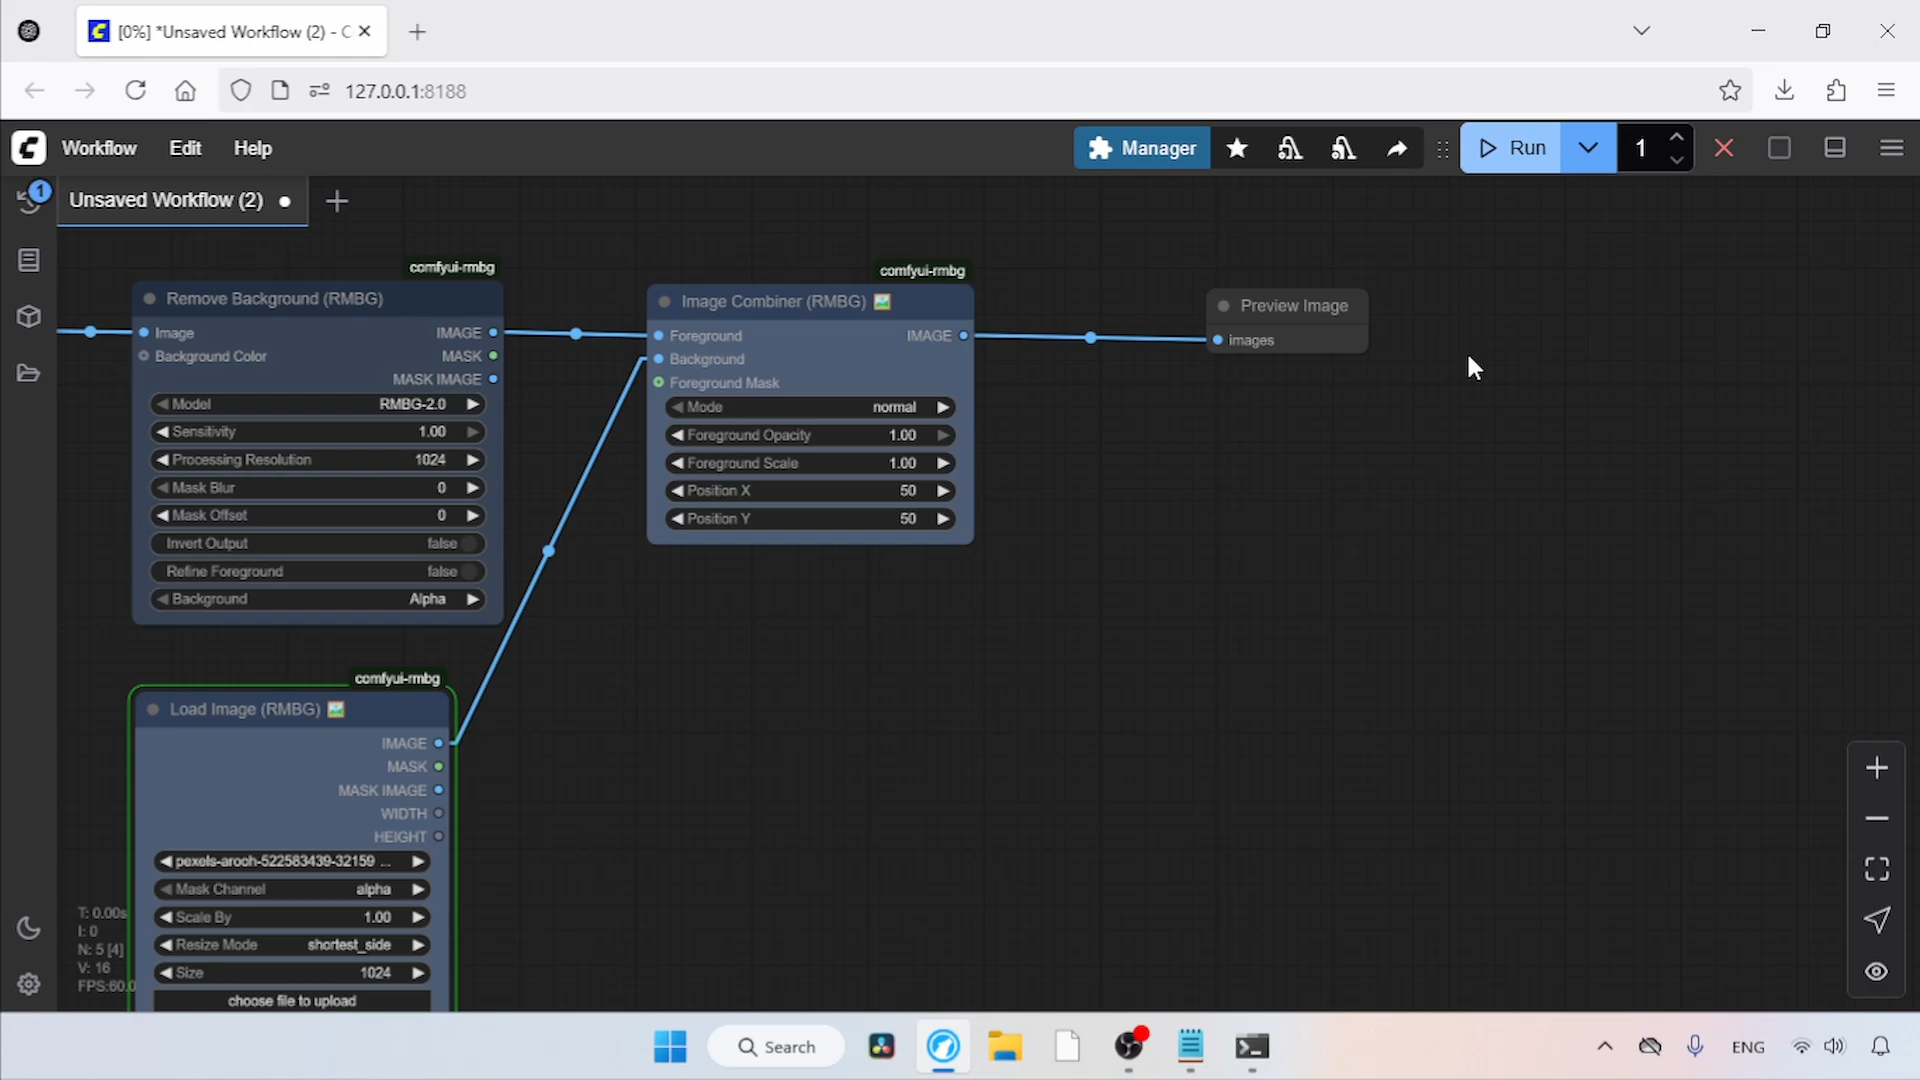 [0%] *Unsaved Workflow (2) - C
127.0.0.1:8188
Workflow
Edit
Help
Manager
Run
1
1
Unsaved Workflow (2)
comfyui-rmbg
Remove Background (RMBG)
Image
IMAGE
Background Color
MASK
MASK IMAGE
Model RMBG-2.0
Sensitivity 1.00
Processing Resolution 1024
Mask Blur 0
Mask Offset 0
Invert Output false
Refine Foreground false
Background Alpha
comfyui-rmbg
Image Combiner (RMBG)
Foreground
IMAGE
Background
Foreground Mask
Mode normal
Foreground Opacity 1.00
Foreground Scale 1.00
Position X 50
Position Y 50
Preview Image
images
comfyui-rmbg
Load Image (RMBG)
IMAGE
MASK
MASK IMAGE
WIDTH
HEIGHT
pexels-arooh-522583439-32159 ...
Mask Channel alpha
Scale By 1.00
Resize Mode shortest_side
Size 1024
choose file to upload
T: 0.00s
I: 0
N: 5 [4]
V: 16
FPS:60.0
Search
ENG